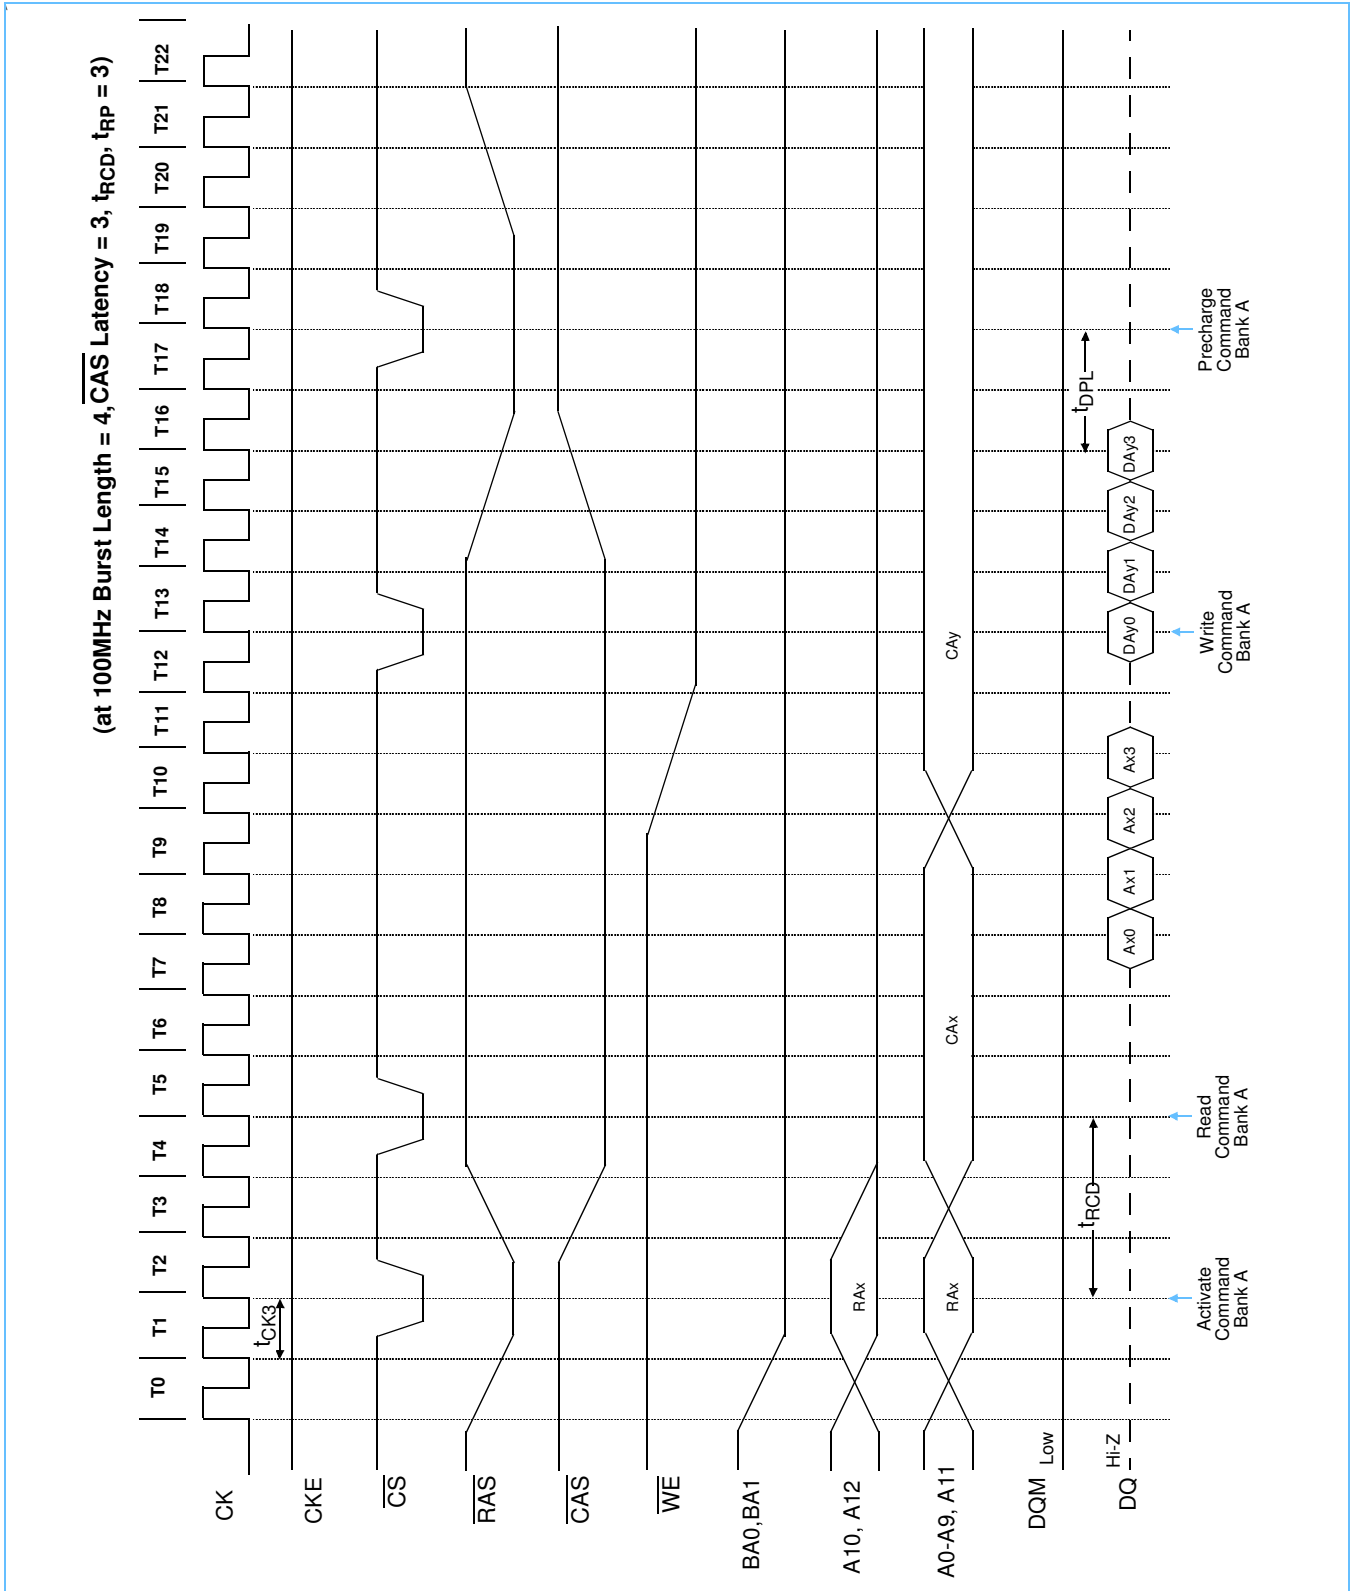 (at 100MHz Burst Length = 4, CAS Latency = 3, tRCD, tRP = 3)
T0 T1 T2 T3 T4 T5 T6 T7 T8 T9 T10 T11 T12 T13 T14 T15 T16 T17 T18 T19 T20 T21 T22
CK
tCK3
CKE
CS
RAS
CAS
WE
BA0,BA1
A10, A12
RAx
A0-A9, A11
RAx CAx CAy
DQM
Low
tRCD
tDPL
DQ
Hi-Z
Ax0 Ax1 Ax2 Ax3 DAy0 DAy1 DAy2 DAy3
Activate
Command
Bank A
Read
Command
Bank A
Write
Command
Bank A
Precharge
Command
Bank A